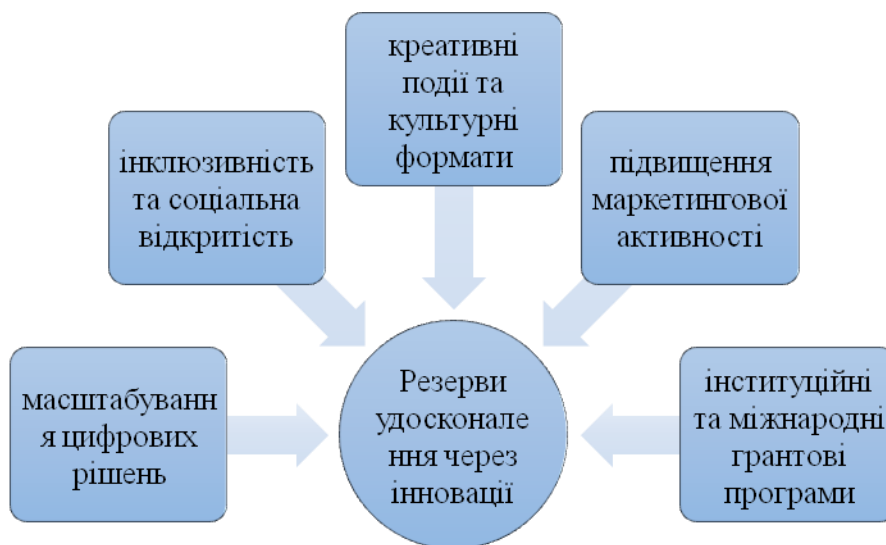 креативні
події та
культурні
формати
інклюзивність
та соціальна
відкритість
підвищення
маркетингової
активності
масштабуванн
я цифрових
рішень
Резерви
удосконале
ення через
інновації
інституційні
та міжнародні
грантові
програми